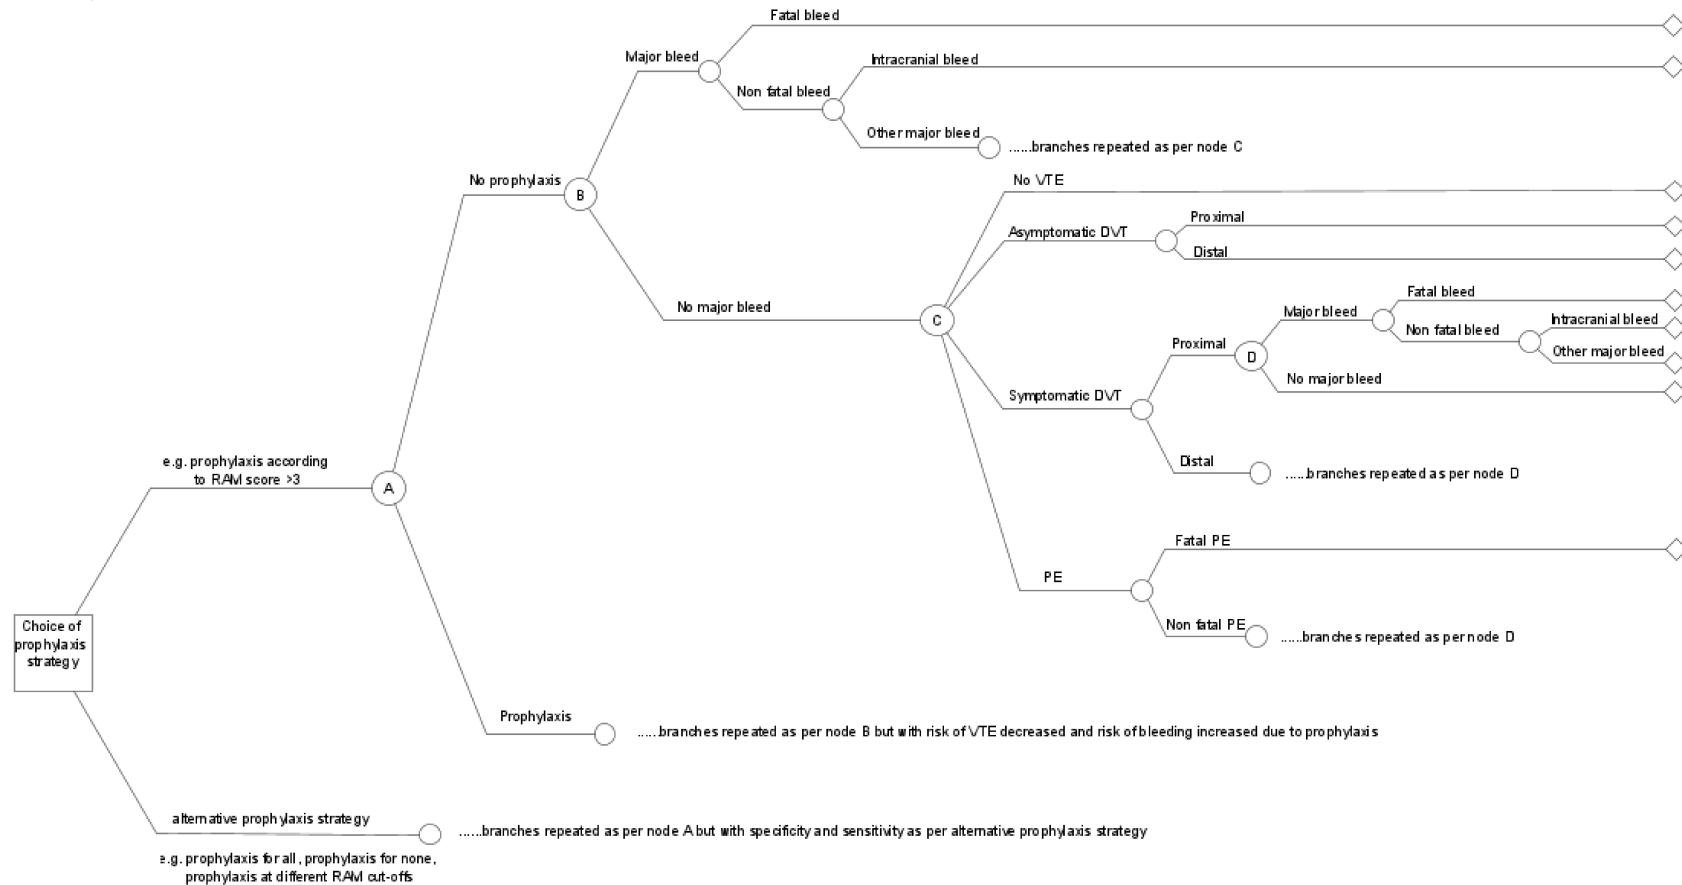 Fatal bleed
Major bleed
Intracranial bleed
Non fatal bleed
Other major bleed
......branches repeated as per node C
No prophylaxis
B
No VTE
Proximal
Asymptomatic DVT
Distal
No major bleed
C
Fatal bleed
Major bleed
Intracranial bleed
Non fatal bleed
Proximal
Other major bleed
D
No major bleed
Symptomatic DVT
Distal
......branches repeated as per node D
e.g. prophylaxis according
to RAM score >3
A
Fatal PE
PE
Non fatal PE
......branches repeated as per node D
Choice of
prophylaxis
strategy
Prophylaxis
......branches repeated as per node B but with risk of VTE decreased and risk of bleeding increased due to prophylaxis
alternative prophylaxis strategy
......branches repeated as per node A but with specificity and sensitivity as per alternative prophylaxis strategy
e.g. prophylaxis for all, prophylaxis for none,
prophylaxis at different RAM cut-offs